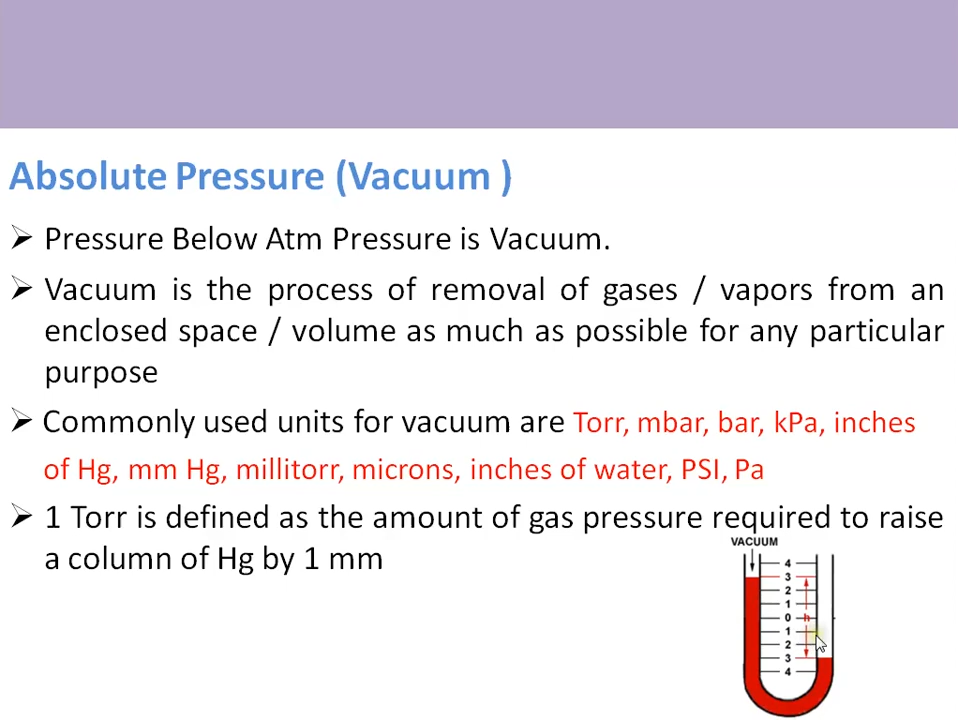 Absolute Pressure (Vacuum )
➢ Pressure Below Atm Pressure is Vacuum.
➢ Vacuum is the process of removal of gases / vapors from an
enclosed space / volume as much as possible for any particular
purpose
➢ Commonly used units for vacuum are Torr, mbar, bar, kPa, inches
of Hg, mm Hg, millitorr, microns, inches of water, PSI, Pa
➢ 1 Torr is defined as the amount of gas pressure required to raise
a column of Hg by 1 mm
VACUUM
4
3
2
1
0 h
1
2
3
4